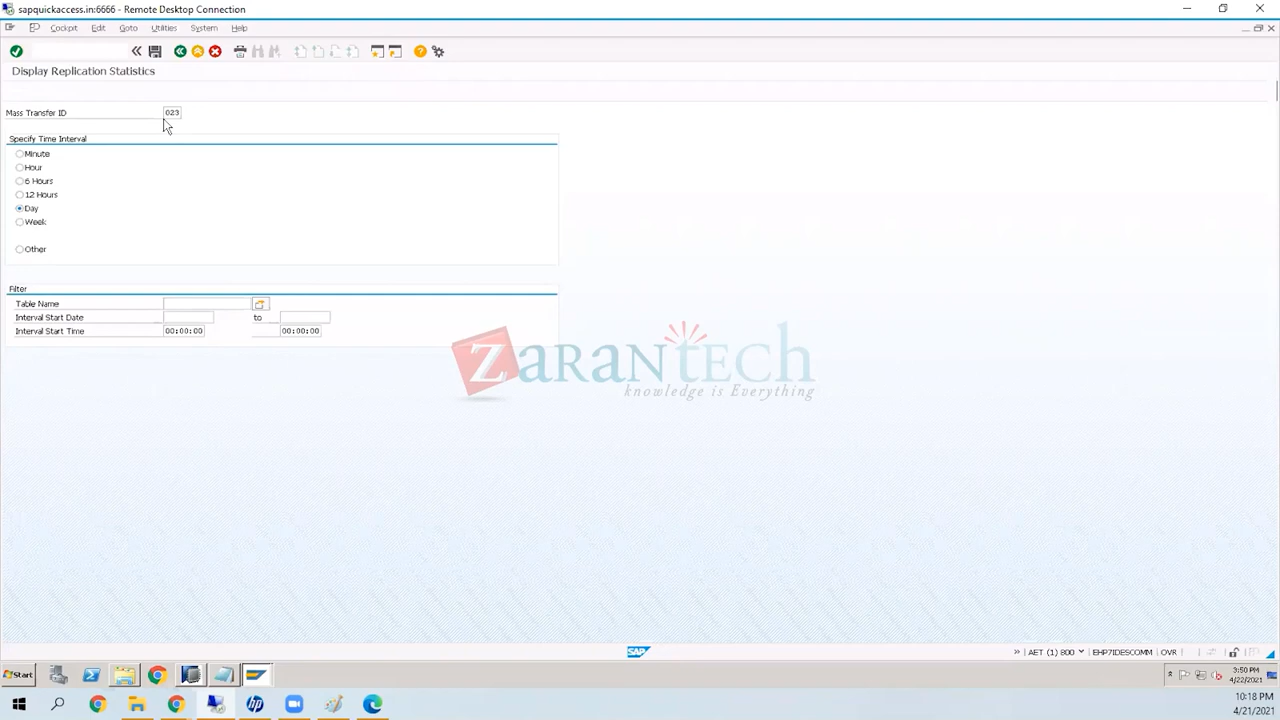 sapquickaccess.in:6666 - Remote Desktop Connection
Cockpit Edit Goto Utilities System Help
Display Replication Statistics
Mass Transfer ID 023
Specify Time Interval
Minute
Hour
6 Hours
12 Hours
Day
Week
Other
Filter
Table Name
Interval Start Date to
Interval Start Time 00:00:00 00:00:00
ZaranTech
knowledge is Everything
SAP
AET (1) 800 EHP7IDESCOMM OVR
Start
9:50 PM
4/22/2021
10:18 PM
4/21/2021